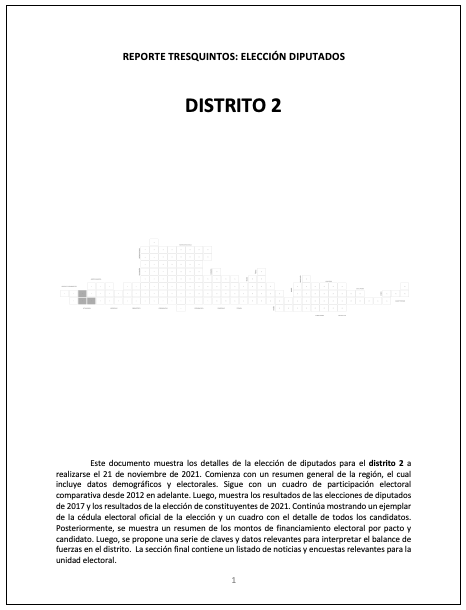 REPORTE TRESQUINTOS: ELECCIÓN DIPUTADOS
DISTRITO 2
Este documento muestra los detalles de la elección de diputados para el distrito 2 a
realizarse el 21 de noviembre de 2021. Comienza con un resumen general de la región, el cual
incluye datos demográficos y electorales. Sigue con un cuadro de participación electoral
comparativa desde 2012 en adelante. Luego, muestra los resultados de las elecciones de diputados
de 2017 y los resultados de la elección de constituyentes de 2021. Continúa mostrando un ejemplar
de la cédula electoral oficial de la elección y un cuadro con el detalle de todos los candidatos.
Posteriormente, se muestra un resumen de los montos de financiamiento electoral por pacto y
candidato. Luego, se propone una serie de claves y datos relevantes para interpretar el balance de
fuerzas en el distrito. La sección final contiene un listado de noticias y encuestas relevantes para la
unidad electoral.
1